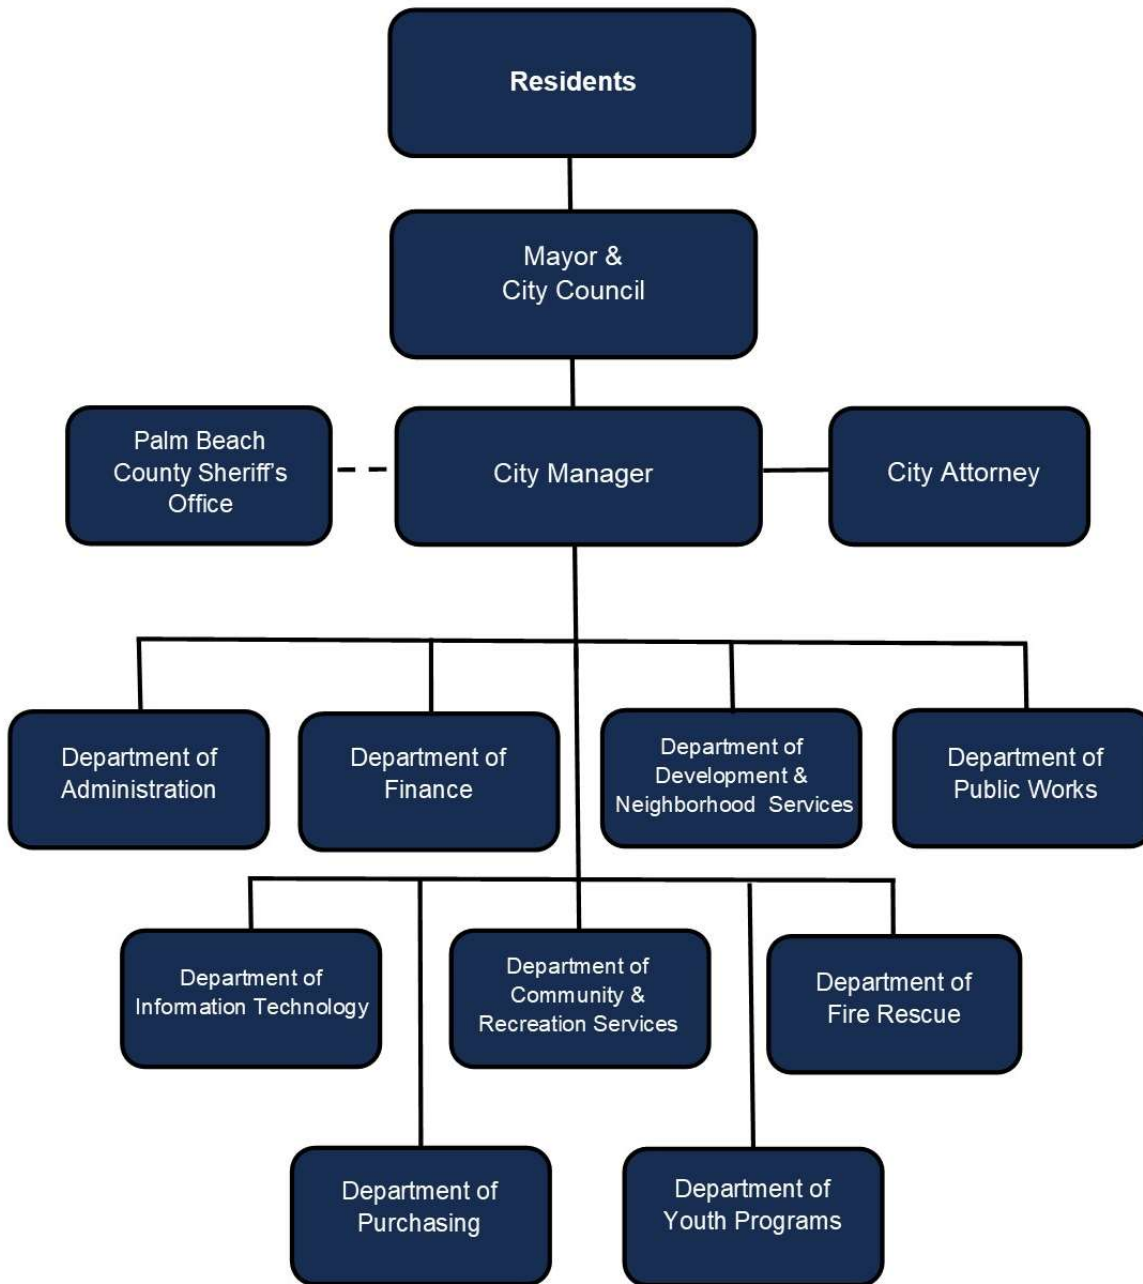 Residents
Mayor &
City Council
Palm Beach
County Sheriff's
Office
City Manager
City Attorney
Department of
Administration
Department of
Finance
Department of
Development &
Neighborhood Services
Department of
Public Works
Department of
Information Technology
Department of
Community &
Recreation Services
Department of
Fire Rescue
Department of
Purchasing
Department of
Youth Programs